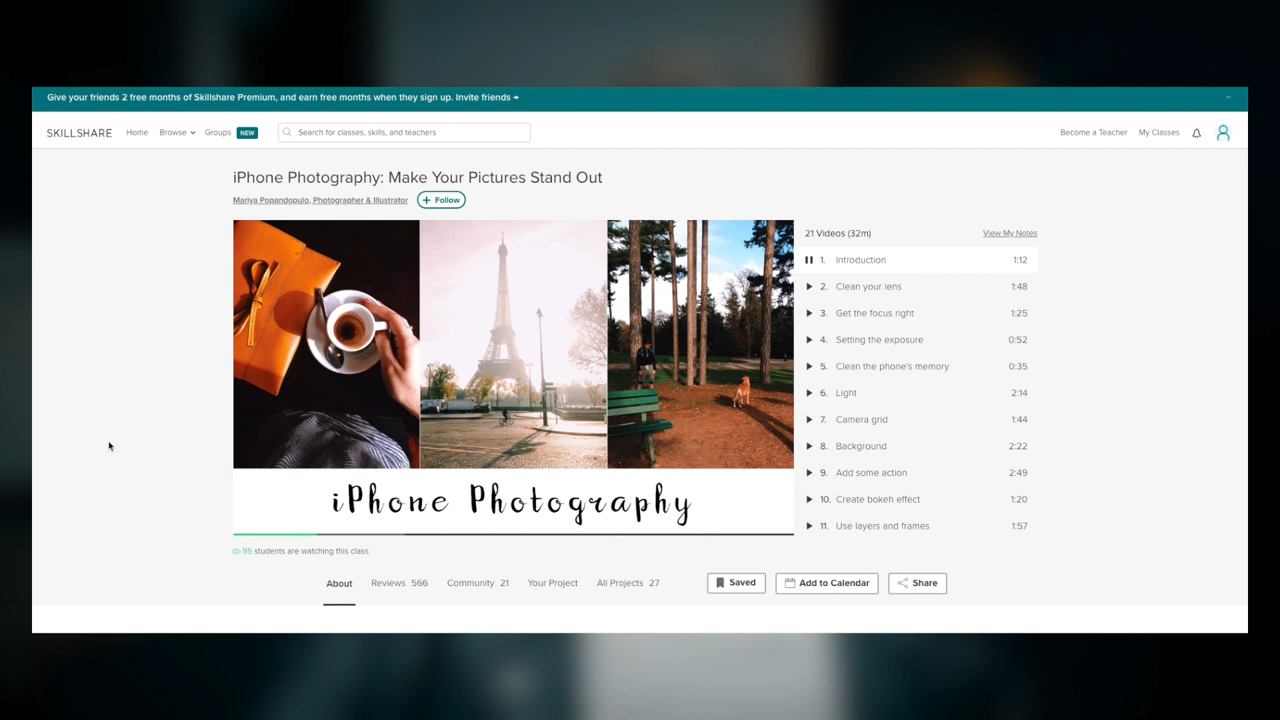 Give your friends 2 free months of Skillshare Premium, and earn free months when they sign up. Invite friends →
SKILLSHARE Home Browse Groups NEW Search for classes, skills, and teachers Become a Teacher My Classes
iPhone Photography: Make Your Pictures Stand Out
Mariya Popandopulo, Photographer & Illustrator + Follow
21 Videos (32m) View My Notes
1. Introduction 1:12
2. Clean your lens 1:48
3. Get the focus right 1:25
4. Setting the exposure 0:52
5. Clean the phone's memory 0:35
6. Light 2:14
7. Camera grid 1:44
8. Background 2:22
9. Add some action 2:49
10. Create bokeh effect 1:20
11. Use layers and frames 1:57
iPhone Photography
95 students are watching this class
About Reviews 566 Community 21 Your Project All Projects 27 Saved Add to Calendar Share